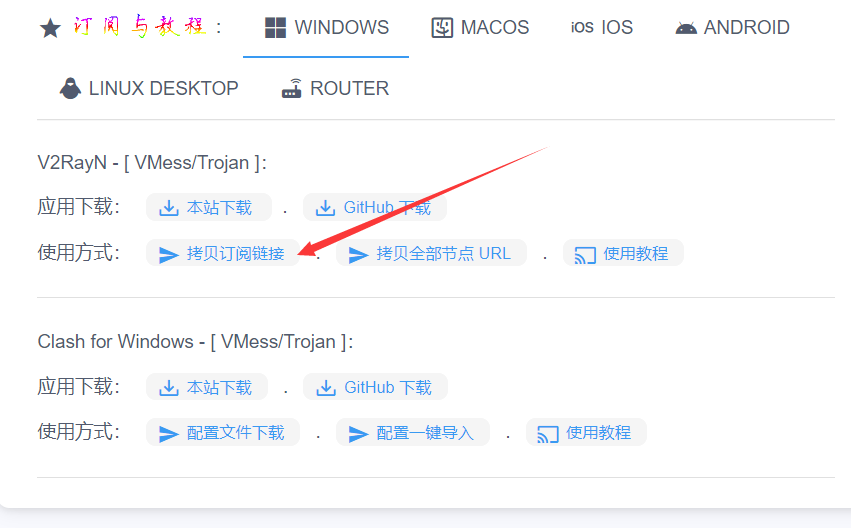 订阅与教程 : WINDOWS MACOS iOS IOS ANDROID
LINUX DESKTOP ROUTER
V2RayN - [ VMess/Trojan ]:
应用下载: 本站下载 . GitHub 下载
使用方式: 拷贝订阅链接 . 拷贝全部节点 URL . 使用教程
Clash for Windows - [ VMess/Trojan ]:
应用下载: 本站下载 . GitHub 下载
使用方式: 配置文件下载 . 配置一键导入 . 使用教程